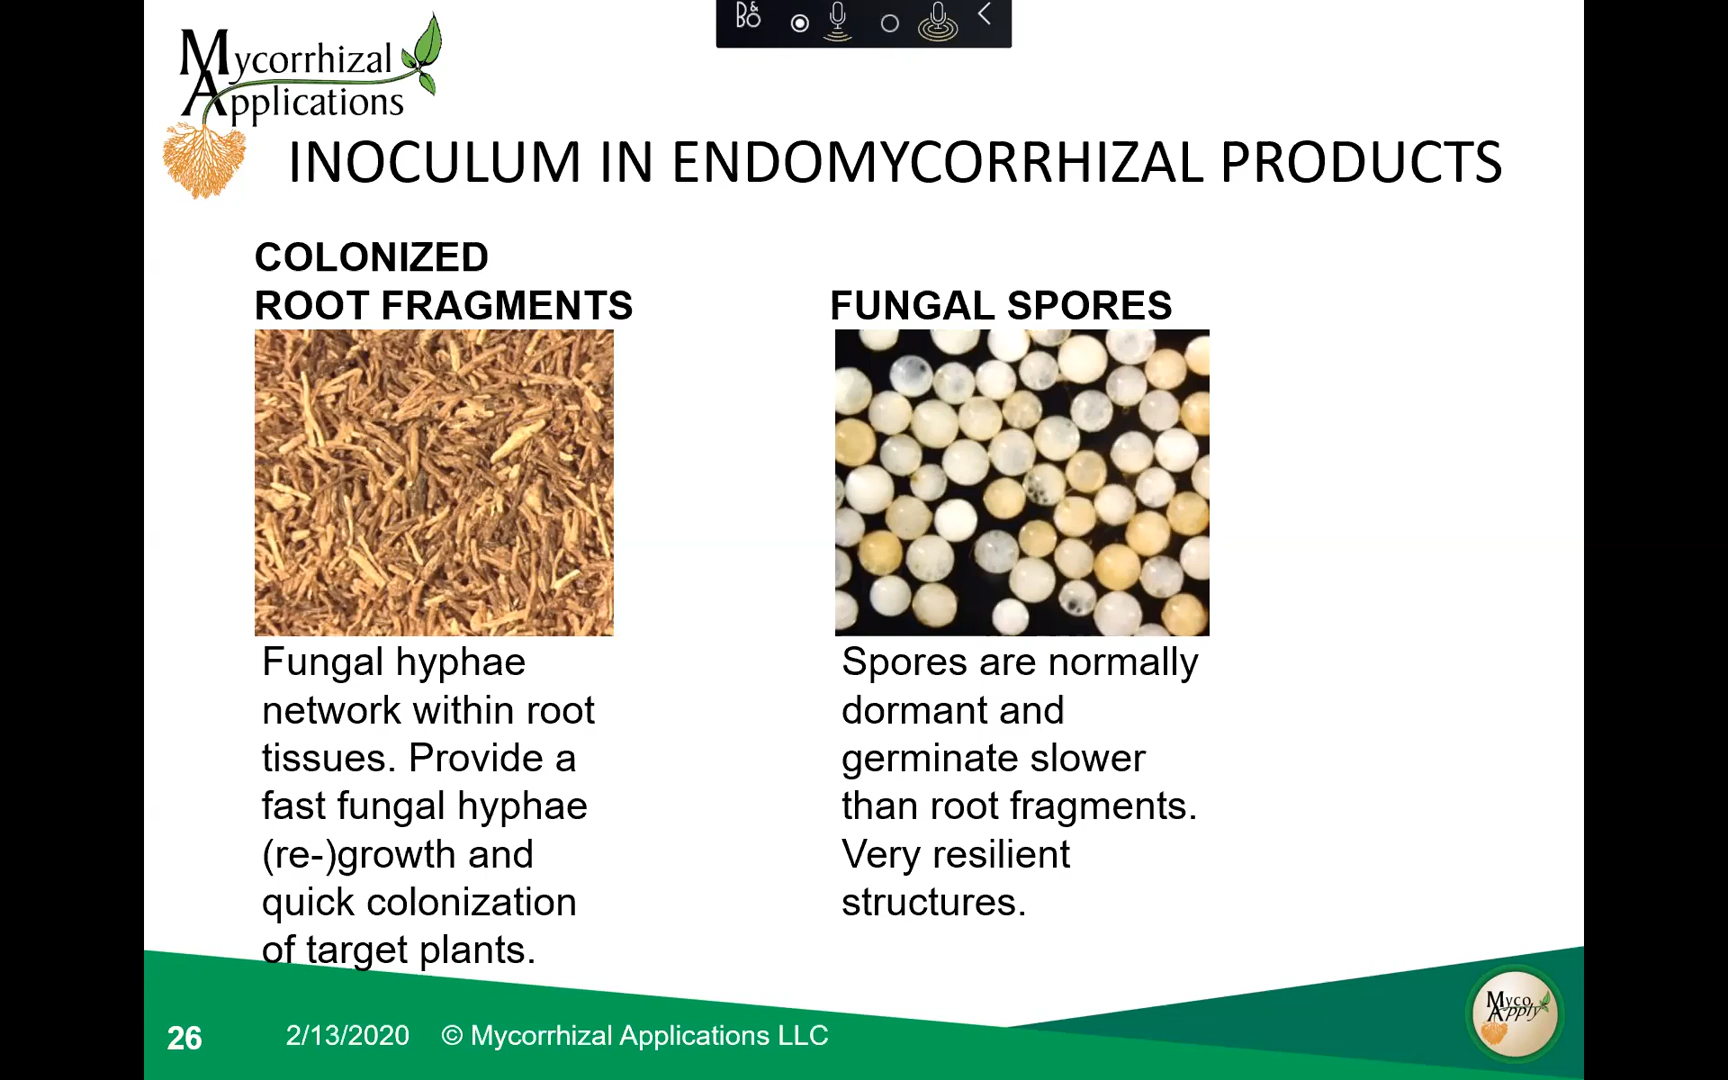 B&O
Mycorrhizal
Applications
INOCULUM IN ENDOMYCORRHIZAL PRODUCTS
COLONIZED
ROOT FRAGMENTS
Fungal hyphae
network within root
tissues. Provide a
fast fungal hyphae
(re-)growth and
quick colonization
of target plants.
FUNGAL SPORES
Spores are normally
dormant and
germinate slower
than root fragments.
Very resilient
structures.
26
2/13/2020
© Mycorrhizal Applications LLC
Myco
Apply